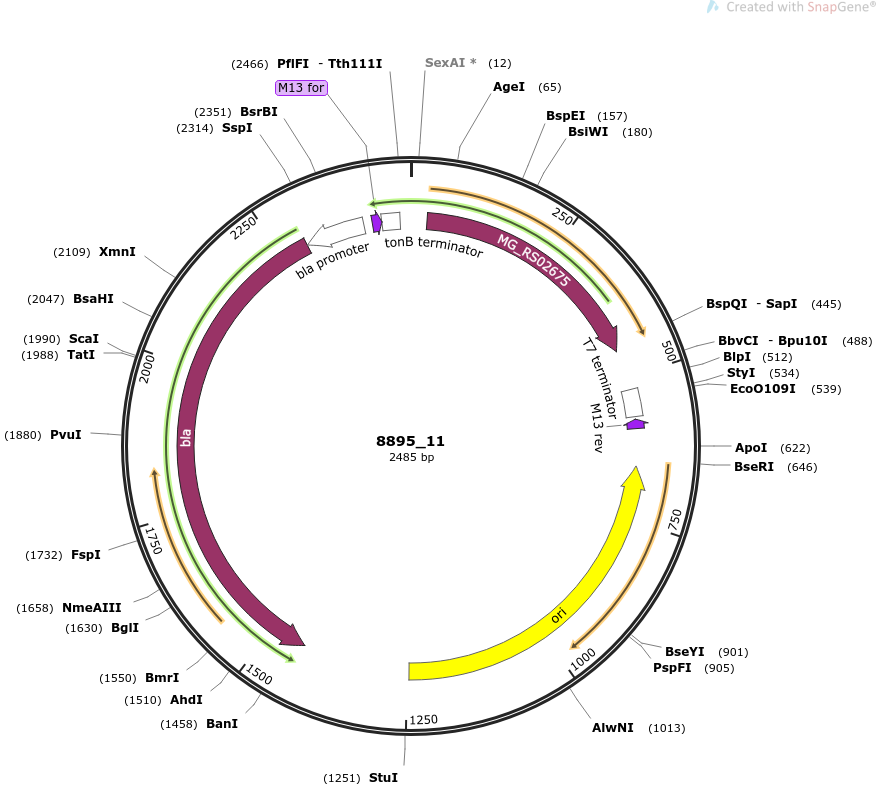 Created with SnapGene®
(2466) PflFI - Tth111I
SexAI * (12)
M13 for
AgeI (65)
(2351) BsrBI
(2314) SspI
BspEI (157)
BsiWI (180)
250
2250
bla promoter
tonB terminator
MG_RS02675
(2109) XmnI
(2047) BsaHI
BspQI - SapI (445)
(1990) ScaI
(1988) TatI
BbvCI - Bpu10I (488)
BlpI (512)
StyI (534)
EcoO109I (539)
500
2000
T7 terminator
M13 rev
(1880) PvuI
bla
8895_11
2485 bp
ApoI (622)
BseRI (646)
750
1750
(1732) FspI
(1658) NmeAIII
(1630) BglI
ori
BseYI (901)
PspFI (905)
1000
(1550) BmrI
1500
(1510) AhdI
(1458) BanI
1250
AlwNI (1013)
(1251) StuI